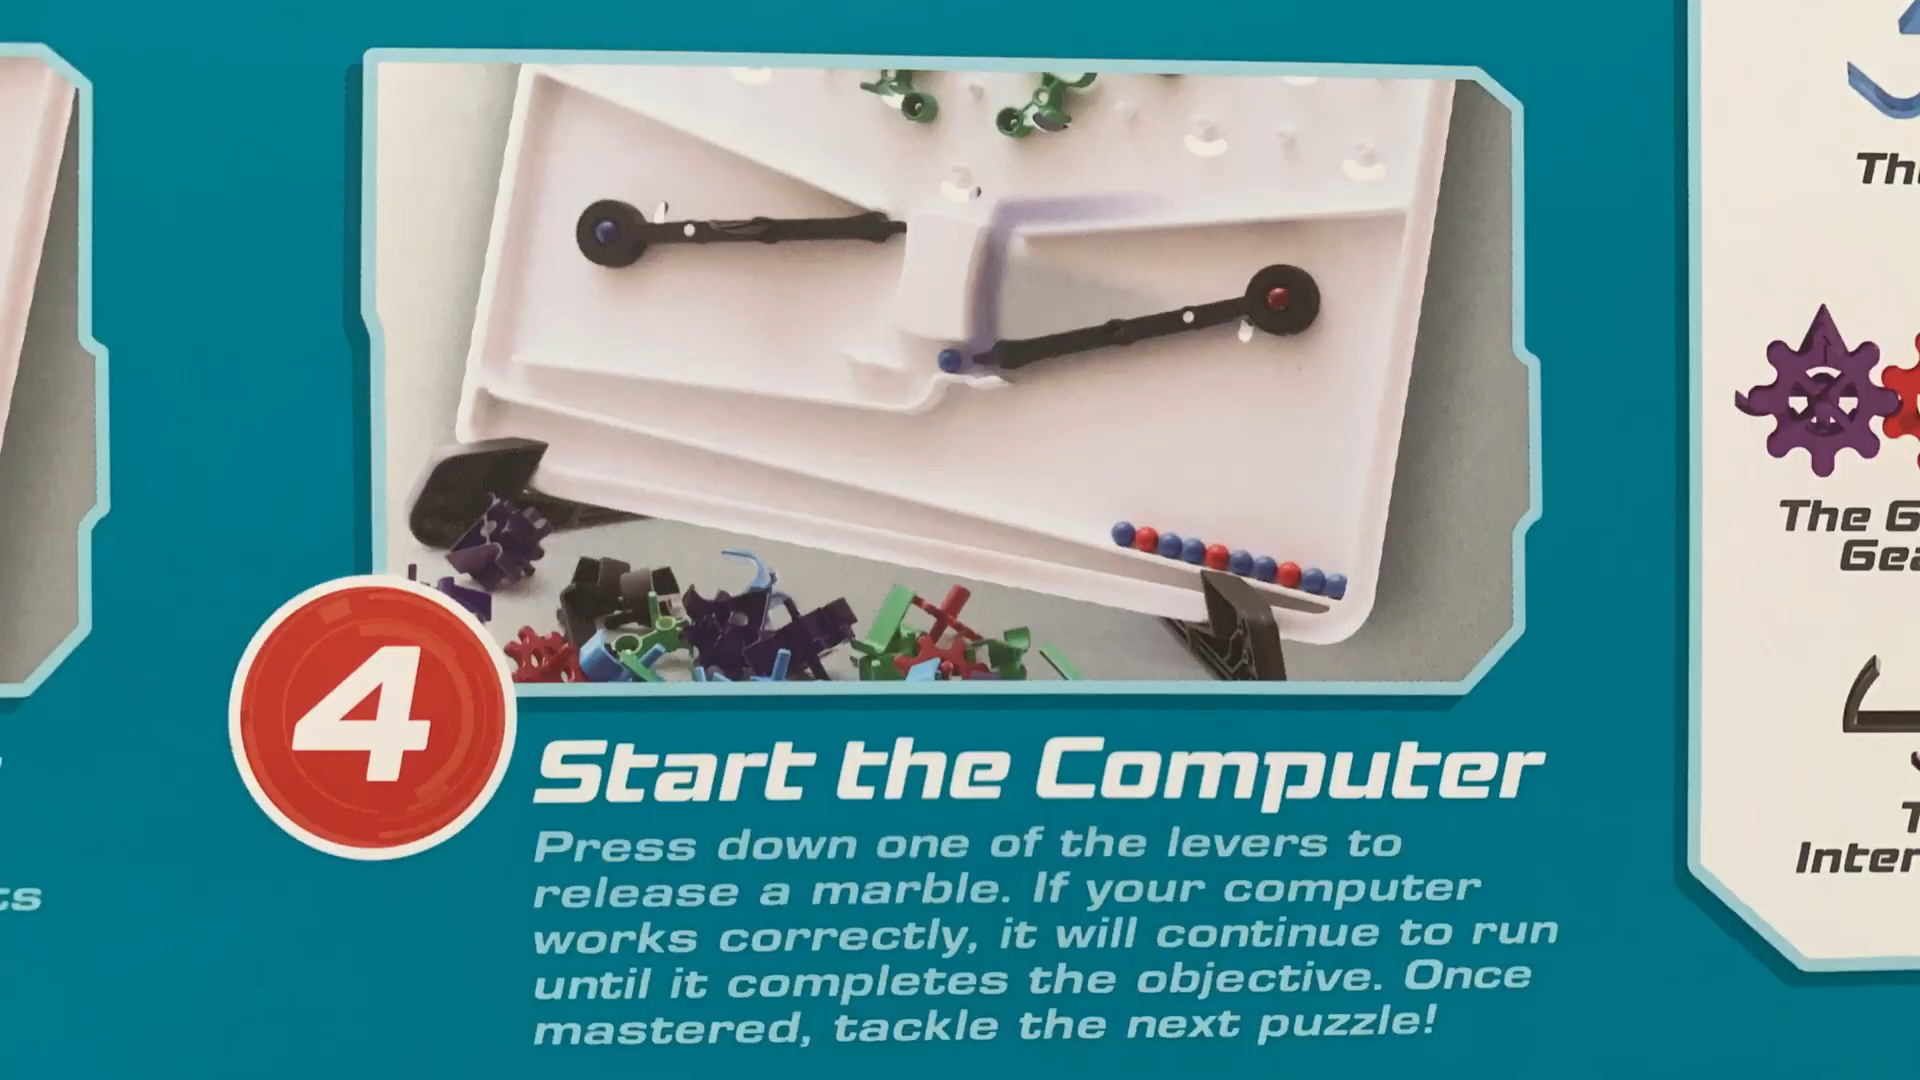 4
Start the Computer
Press down one of the levers to
release a marble. If your computer
works correctly, it will continue to run
until it completes the objective. Once
mastered, tackle the next puzzle!
The